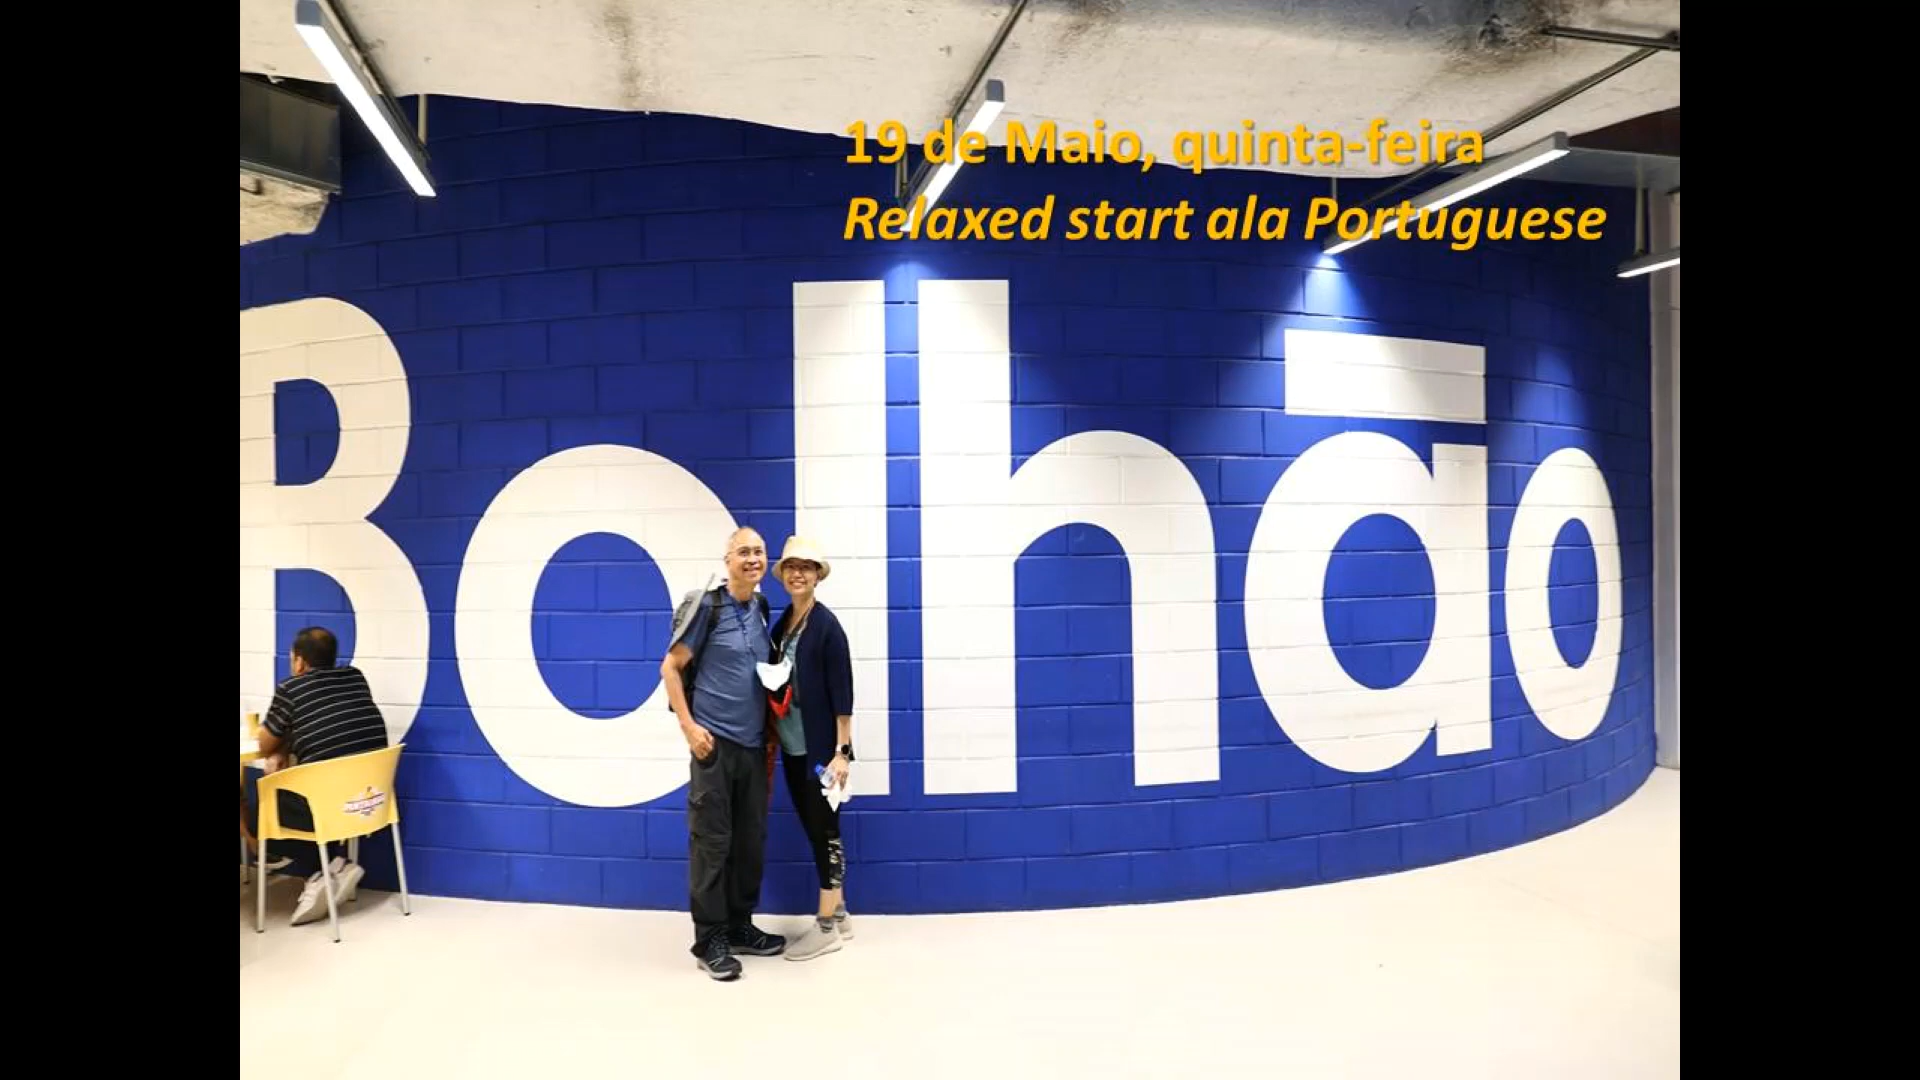 19 de Maio, quinta-feira
Relaxed start ala Portuguese
Bolhão